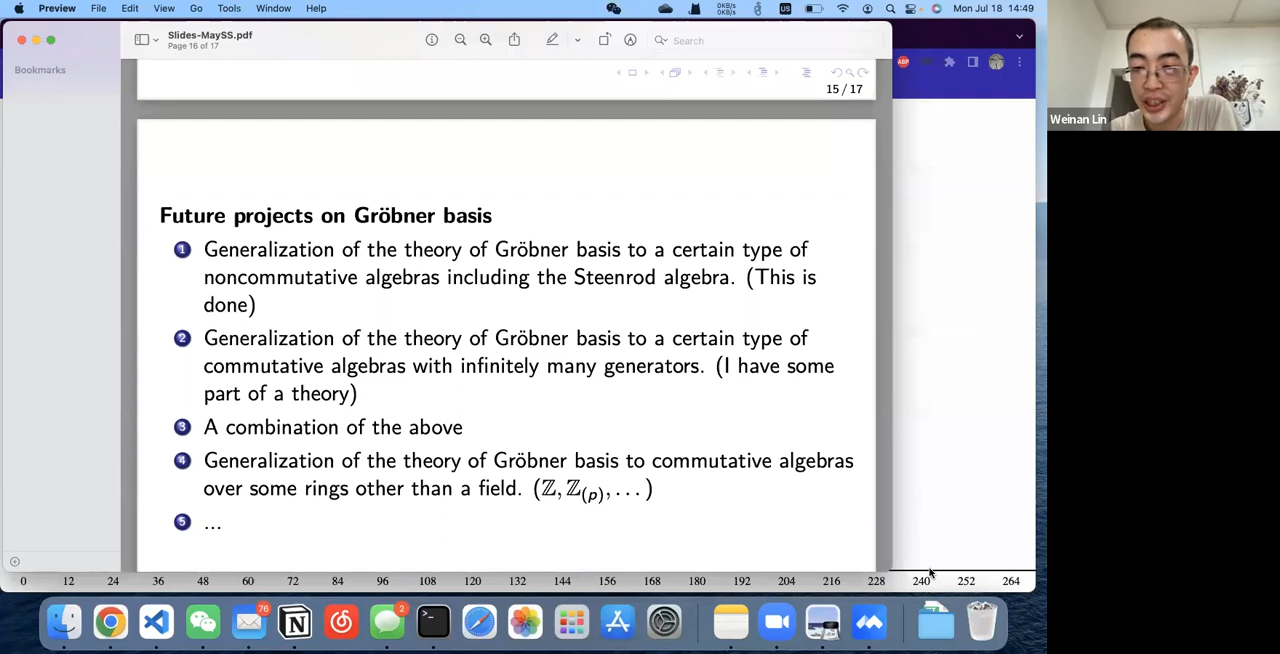 Preview File Edit View Go Tools Window Help
0KB/s
0KB/s
US
Mon Jul 18 14:49
Slides-MaySS.pdf
Page 16 of 17
Search
ABP
Bookmarks
15 / 17
Weinan Lin
Future projects on Gröbner basis
1 Generalization of the theory of Gröbner basis to a certain type of
noncommutative algebras including the Steenrod algebra. (This is
done)
2 Generalization of the theory of Gröbner basis to a certain type of
commutative algebras with infinitely many generators. (I have some
part of a theory)
3 A combination of the above
4 Generalization of the theory of Gröbner basis to commutative algebras
over some rings other than a field. (ℤ, ℤ₍ₚ₎, . . . )
5 ...
0 12 24 36 48 60 72 84 96 108 120 132 144 156 168 180 192 204 216 228 240 252 264
76
2